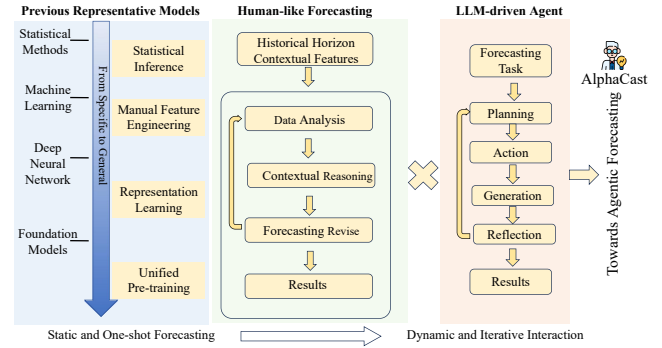 Previous Representative Models
Statistical
Methods
Machine
Learning
Deep
Neural
Network
Foundation
Models
From Specific to General
Statistical
Inference
Manual Feature
Engineering
Representation
Learning
Unified
Pre-training
Human-like Forecasting
Historical Horizon
Contextual Features
Data Analysis
Contextual Reasoning
Forecasting Revise
Results
LLM-driven Agent
Forecasting
Task
Planning
Action
Generation
Reflection
Results
AlphaCast
Towards Agentic Forecasting
Static and One-shot Forecasting
Dynamic and Iterative Interaction